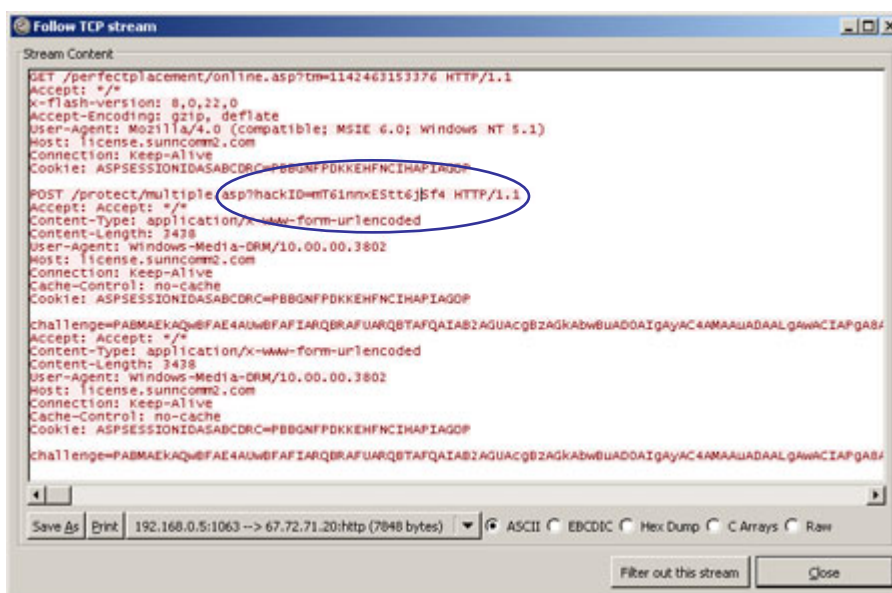 Follow TCP stream
Stream Content
GET /perfectplacement/online.asp?tm=1142463153376 HTTP/1.1
Accept: */*
x-flash-version: 8,0,22,0
Accept-Encoding: gzip, deflate
User-Agent: Mozilla/4.0 (compatible; MSIE 6.0; Windows NT 5.1)
Host: license.sunncomm2.com
Connection: Keep-Alive
Cookie: ASPSESSIONIDASABCDRC=PBBGNFPDKKEHFNCIHAPIAGOP
POST /protect/multiple.asp?hackID=mT61nnxEStt6jSf4 HTTP/1.1
Accept: Accept: */*
Content-Type: application/x-www-form-urlencoded
Content-Length: 3438
User-Agent: Windows-Media-DRM/10.00.00.3802
Host: license.sunncomm2.com
Connection: Keep-Alive
Cache-Control: no-cache
Cookie: ASPSESSIONIDASABCDRC=PBBGNFPDKKEHFNCIHAPIAGOP
Accept: Accept: */*
Content-Type: application/x-www-form-urlencoded
Content-Length: 3438
User-Agent: Windows-Media-DRM/10.00.00.3802
Host: license.sunncomm2.com
Connection: Keep-Alive
Cache-Control: no-cache
Cookie: ASPSESSIONIDASABCDRC=PBBGNFPDKKEHFNCIHAPIAGOP
Save As Print 192.168.0.5:1063 --> 67.72.71.20:http (7848 bytes) ASCII EBCDIC Hex Dump C Arrays Raw
Filter out this stream Close